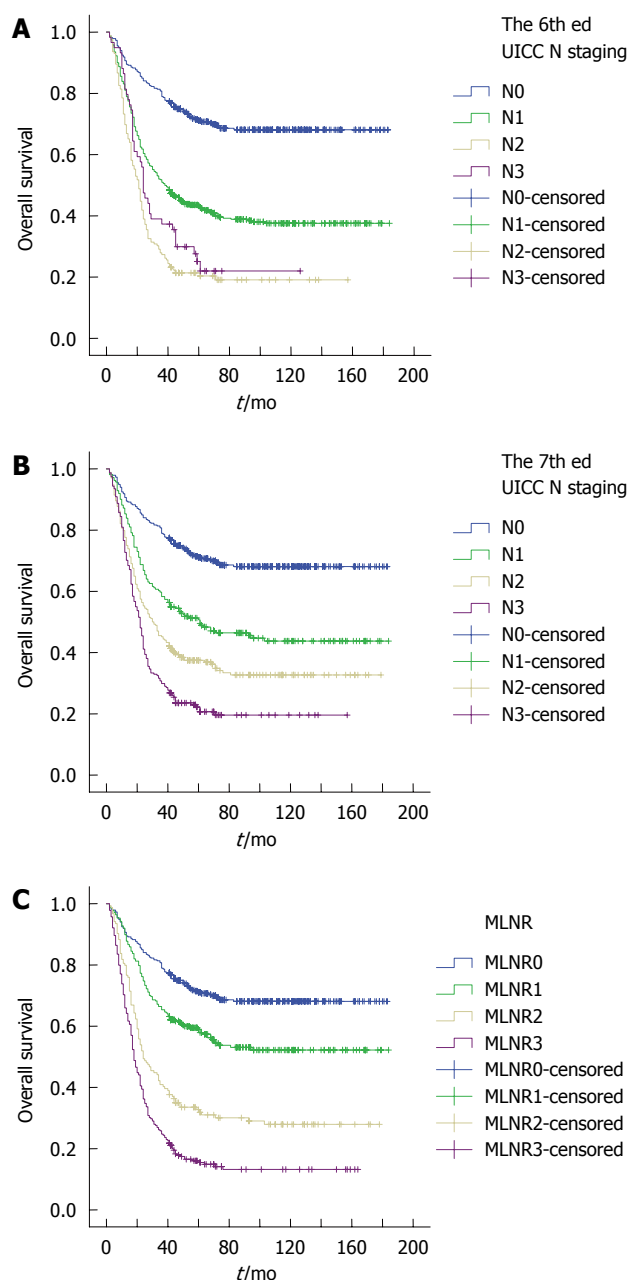 A
The 6th ed
UICC N staging
1.0
0.8
0.6
0.4
0.2
0.0
Overall survival
N0
N1
N2
N3
N0-censored
N1-censored
N2-censored
N3-censored
0 40 80 120 160 200
t/mo
B
The 7th ed
UICC N staging
1.0
0.8
0.6
0.4
0.2
0.0
Overall survival
N0
N1
N2
N3
N0-censored
N1-censored
N2-censored
N3-censored
0 40 80 120 160 200
t/mo
C
MLNR
1.0
0.8
0.6
0.4
0.2
0.0
Overall survival
MLNR0
MLNR1
MLNR2
MLNR3
MLNR0-censored
MLNR1-censored
MLNR2-censored
MLNR3-censored
0 40 80 120 160 200
t/mo